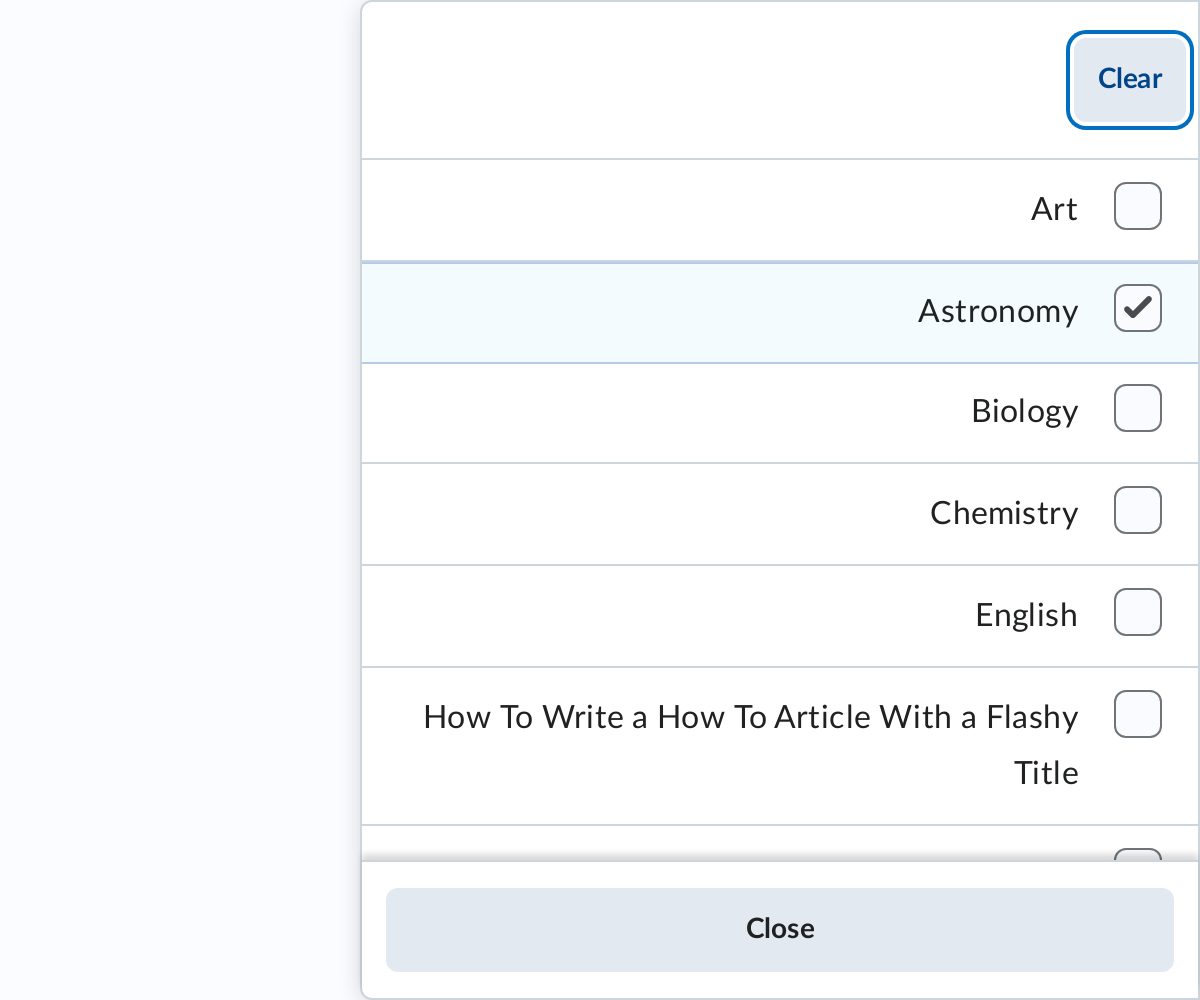 Clear
Art
Astronomy
Biology
Chemistry
English
How To Write a How To Article With a Flashy
Title
Close